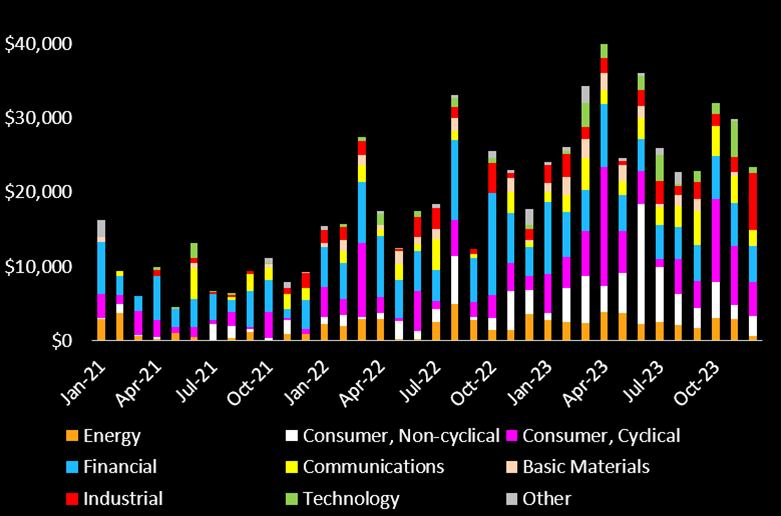 $40,000
$30,000
$20,000
$10,000
$0
Jan-21 Apr-21 Jul-21 Oct-21 Jan-22 Apr-22 Jul-22 Oct-22 Jan-23 Apr-23 Jul-23 Oct-23
Energy Consumer, Non-cyclical Consumer, Cyclical
Financial Communications Basic Materials
Industrial Technology Other